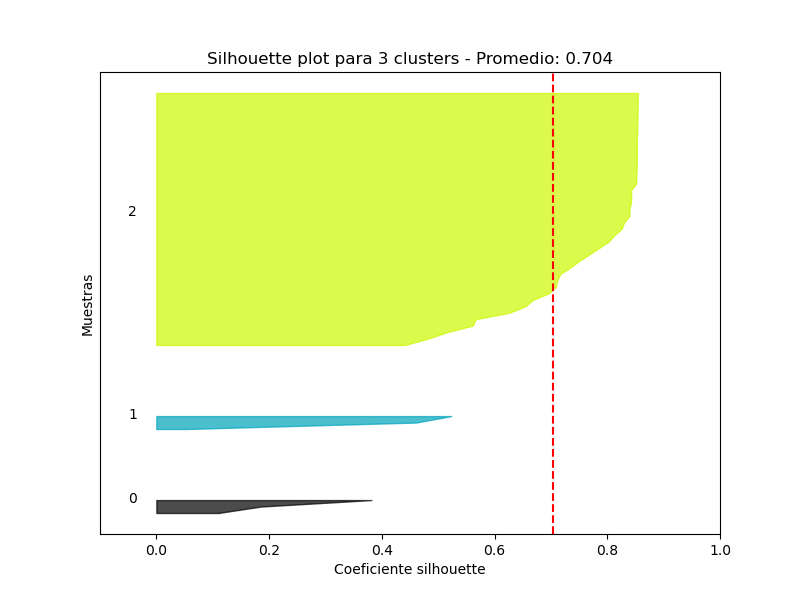 Silhouette plot para 3 clusters - Promedio: 0.704
2
1
0
Muestras
0.0 0.2 0.4 0.6 0.8 1.0
Coeficiente silhouette